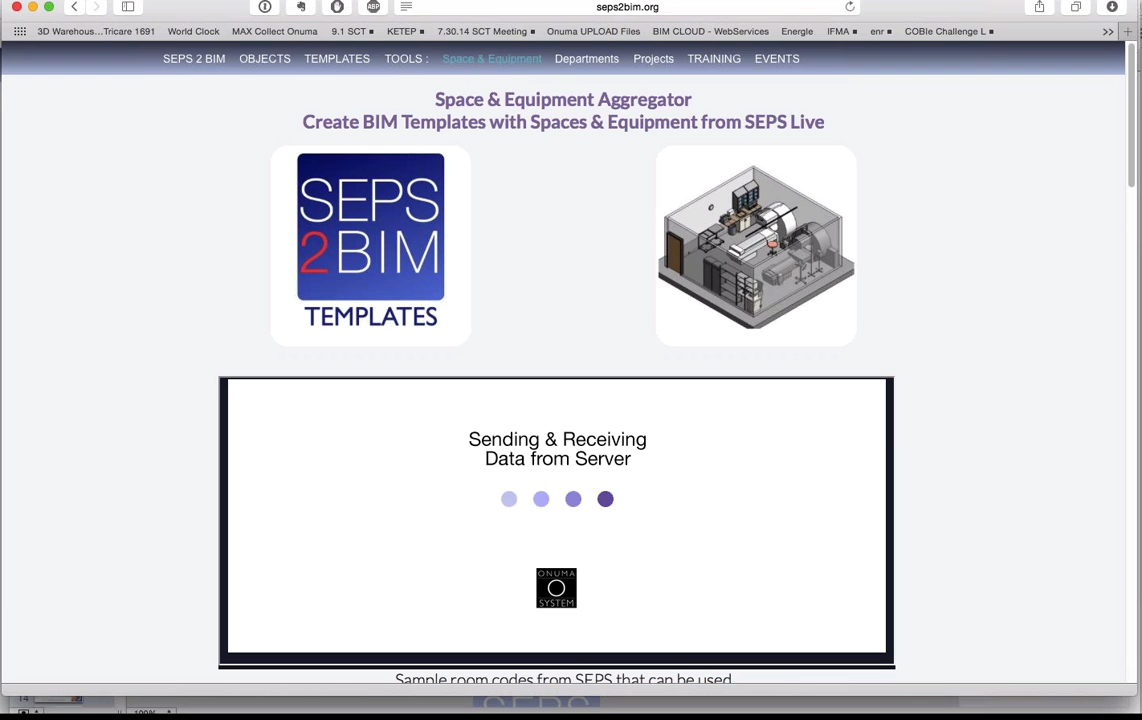 seps2bim.org
3D Warehous...Tricare 1691 World Clock MAX Collect Onuma 9.1 SCT KETEP 7.30.14 SCT Meeting Onuma UPLOAD Files BIM CLOUD - WebServices Energle IFMA enr COBIe Challenge L >>
SEPS 2 BIM OBJECTS TEMPLATES TOOLS : Space & Equipment Departments Projects TRAINING EVENTS
Space & Equipment Aggregator
Create BIM Templates with Spaces & Equipment from SEPS Live
SEPS
2BIM
TEMPLATES
Sending & Receiving
Data from Server
ONUMA
SYSTEM
Sample room codes from SEPS that can be used
14
SEPS